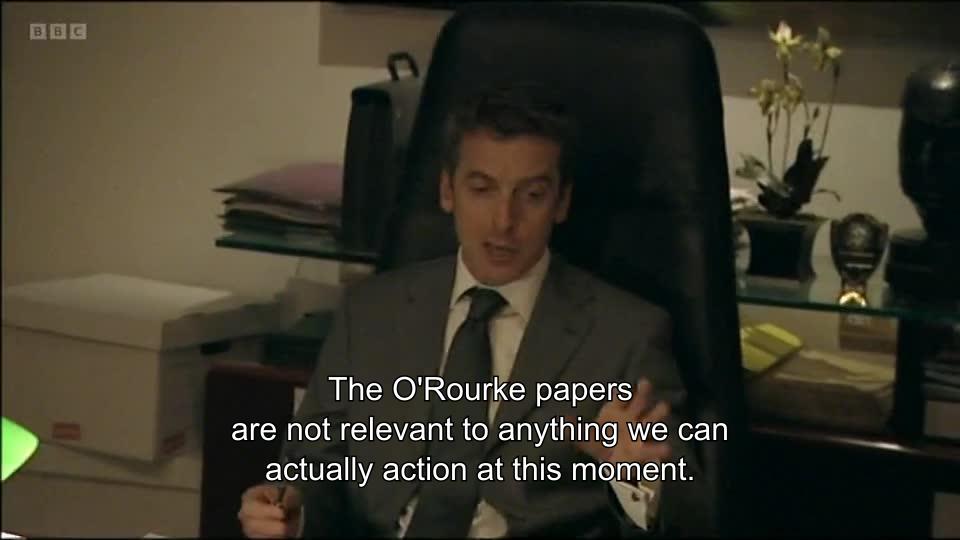 BBC
The O'Rourke papers
are not relevant to anything we can
actually action at this moment.